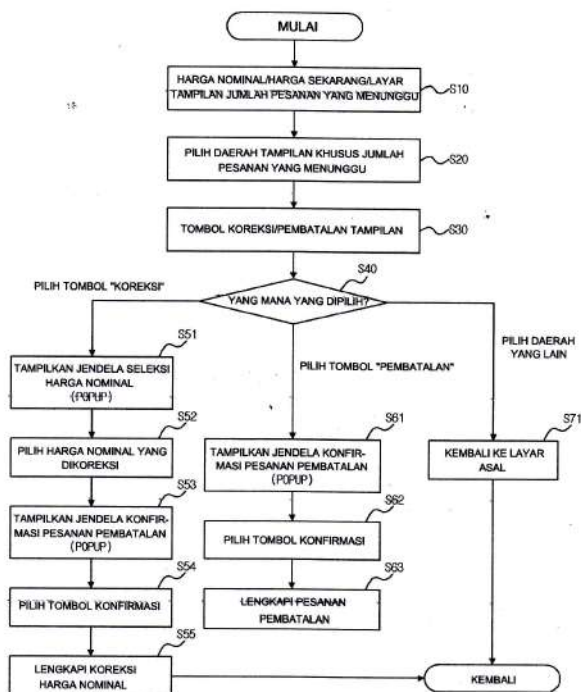 MULAI
HARGA NOMINAL/HARGA SEKARANG/LAYAR
TAMPILAN JUMLAH PESANAN YANG MENUNGGU
S10
PILIH DAERAH TAMPILAN KHUSUS JUMLAH
PESANAN YANG MENUNGGU
S20
TOMBOL KOREKSI/PEMBATALAN TAMPILAN
S30
S40
YANG MANA YANG DIPILIH?
PILIH TOMBOL "KOREKSI"
S51
TAMPILKAN JENDELA SELEKSI
HARGA NOMINAL
(POPUP)
S52
PILIH HARGA NOMINAL YANG
DIKOREKSI
S53
TAMPILKAN JENDELA KONFIR-
MASI PESANAN PEMBATALAN
(POPUP)
S54
PILIH TOMBOL KONFIRMASI
S55
LENGKAPI KOREKSI
HARGA NOMINAL
PILIH TOMBOL "PEMBATALAN"
S61
TAMPILKAN JENDELA KONFIR-
MASI PESANAN PEMBATALAN
(POPUP)
S62
PILIH TOMBOL KONFIRMASI
S63
LENGKAPI PESANAN
PEMBATALAN
PILIH DAERAH
YANG LAIN
S71
KEMBALI KE LAYAR
ASAL
KEMBALI